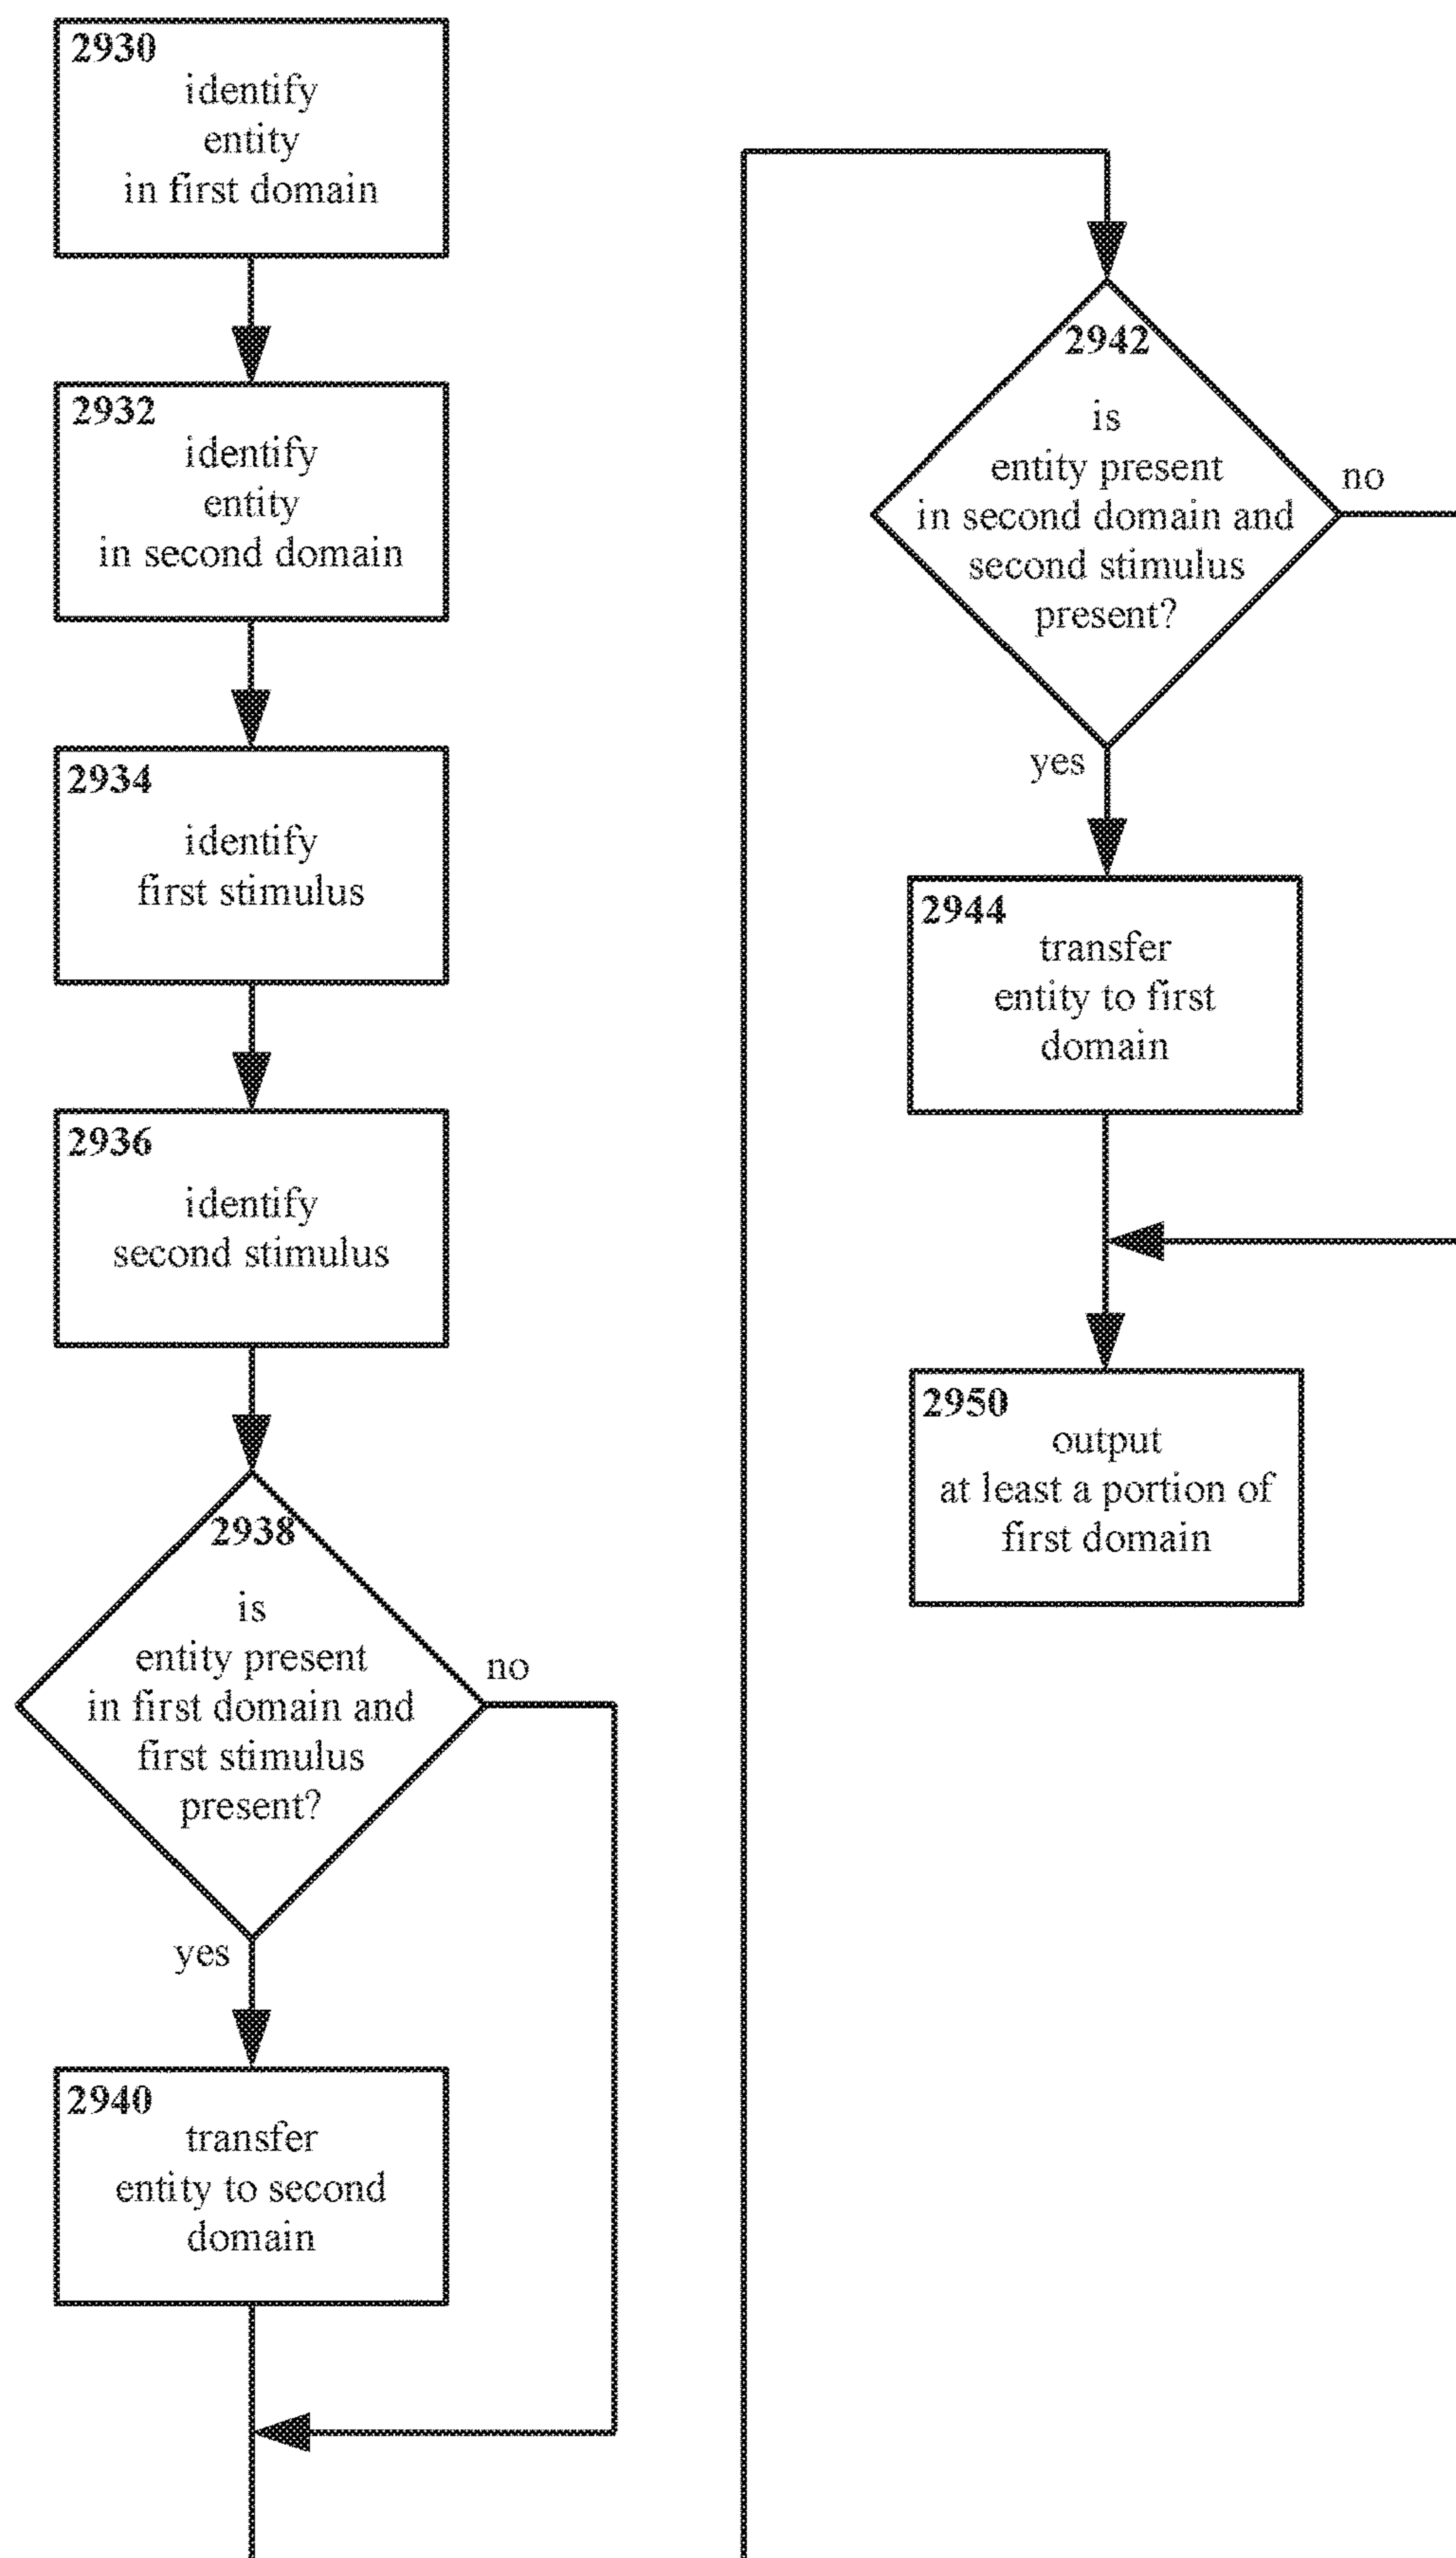 2930
identify
entity
in first domain
2932
identify
entity
in second domain
2934
identify
first stimulus
2936
identify
second stimulus
2938
is
entity present
in first domain and
first stimulus
present?
no
yes
2940
transfer
entity to second
domain
2942
is
entity present
in second domain and
second stimulus
present?
no
yes
2944
transfer
entity to first
domain
2950
output
at least a portion of
first domain